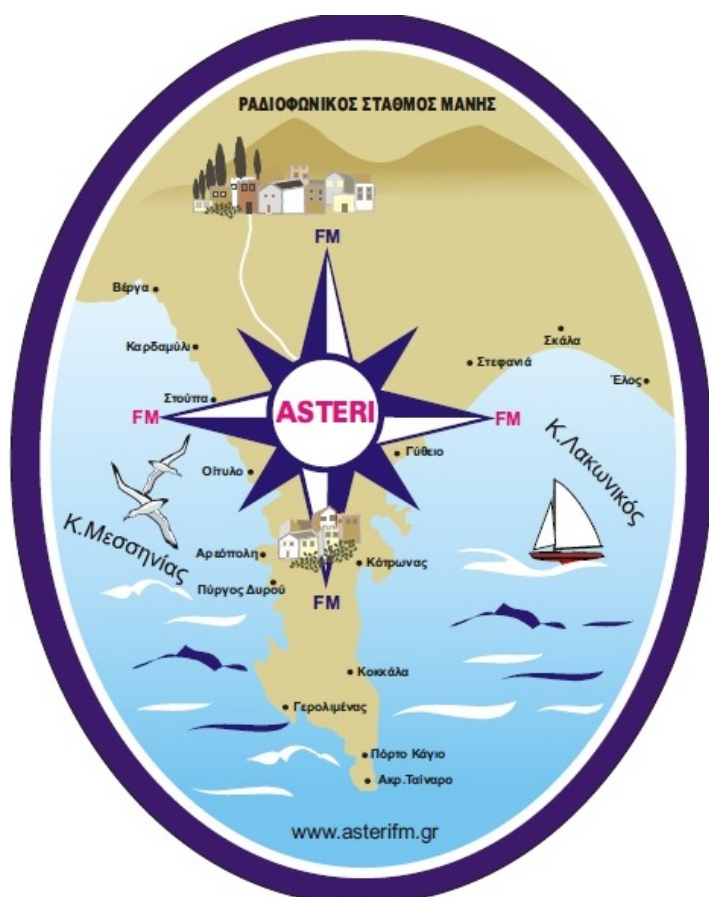 ΡΑΔΙΟΦΩΝΙΚΟΣ ΣΤΑΘΜΟΣ ΜΑΝΗΣ
FM
Βέργα
Σκάλα
Καρδαμύλι
Στεφανιά
Έλος
Στούπα
FM
ASTERI
FM
Κ.Λακωνικός
Γύθειο
Οίτυλο
Κ.Μεσσηνίας
Αρεόπολη
Κότρωνας
Πύργος Δυρού
FM
Κοκκάλα
Γερολιμένας
Πόρτο Κάγιο
Ακρ.Ταίναρο
www.asterifm.gr